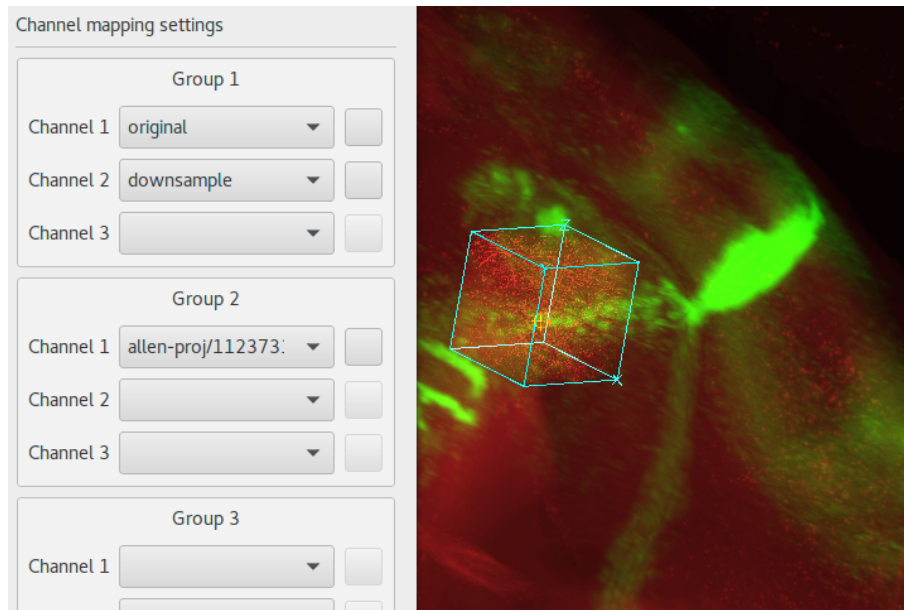 Channel mapping settings
Group 1
Channel 1 original
Channel 2 downsample
Channel 3
Group 2
Channel 1 allen-proj/112373:
Channel 2
Channel 3
Group 3
Channel 1